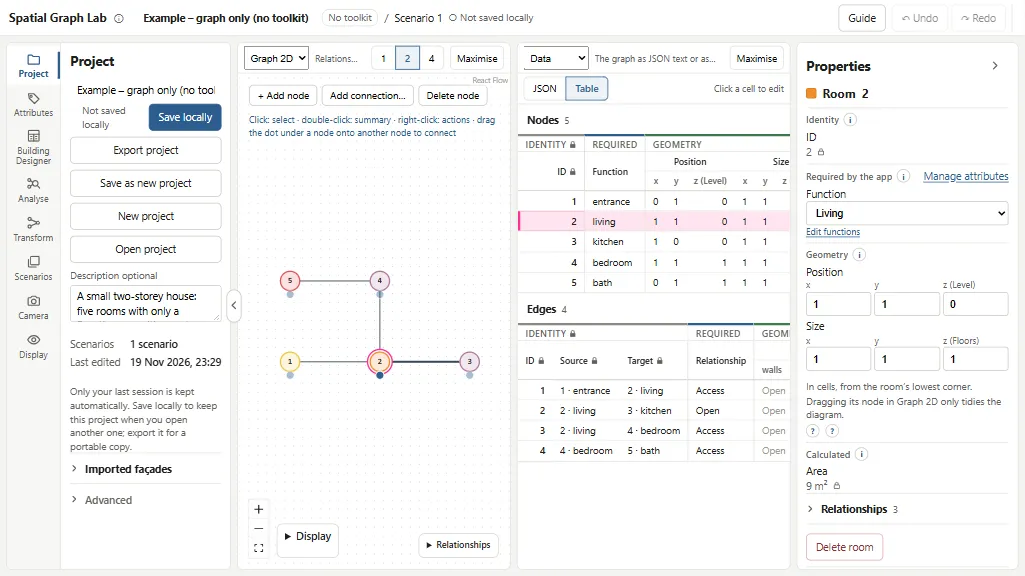 Spatial Graph Lab
Example – graph only (no toolkit)
No toolkit
/ Scenario 1
Not saved locally
Guide
Undo
Redo
Project
Attributes
Building
Designer
Analyse
Transform
Scenarios
Camera
Display
Project
Example – graph only (no tool
Not saved
locally
Save locally
Export project
Save as new project
New project
Open project
Description optional
A small two-storey house:
five rooms with only a
Scenarios 1 scenario
Last edited 19 Nov 2026, 23:29
Only your last session is kept
automatically. Save locally to keep
this project when you open
another one; export it for a
portable copy.
Imported façades
Advanced
Graph 2D
Relations...
1 2 4
Maximise
React Flow
+ Add node
Add connection...
Delete node
Click: select · double-click: summary · right-click: actions · drag
the dot under a node onto another node to connect
5 4
1 2 3
+
−
Display
Relationships
Data
The graph as JSON text or as...
Maximise
JSON
Table
Click a cell to edit
Nodes 5
IDENTITY REQUIRED GEOMETRY
Position Size
ID Function x y z (Level) x y z
1 entrance 0 1 0 1 1
2 living 1 1 0 1 1
3 kitchen 1 0 0 1 1
4 bedroom 1 1 1 1 1
5 bath 0 1 1 1 1
Edges 4
IDENTITY REQUIRED GEOM
ID Source Target Relationship walls
1 1 · entrance 2 · living Access Open
2 2 · living 3 · kitchen Open Open
3 2 · living 4 · bedroom Access Open
4 4 · bedroom 5 · bath Access Open
Properties
Room 2
Identity i
ID
2
Required by the app i Manage attributes
Function
Living
Edit functions
Geometry i
Position
x y z (Level)
1 1 0
Size
x y z (Floors)
1 1 1
In cells, from the room's lowest corner.
Dragging its node in Graph 2D only tidies the
diagram.
? ?
Calculated i
Area
9 m²
Relationships 3
Delete room